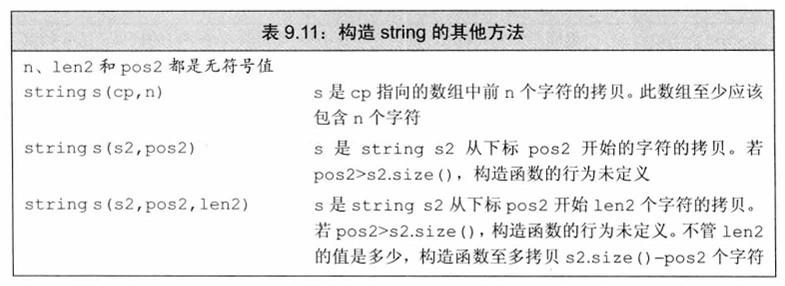 表 9.11：构造 string 的其他方法
n、len2 和 pos2 都是无符号值
string s(cp,n) s 是 cp 指向的数组中前 n 个字符的拷贝。此数组至少应该
包含 n 个字符
string s(s2,pos2) s 是 string s2 从下标 pos2 开始的字符的拷贝。若
pos2>s2.size()，构造函数的行为未定义
string s(s2,pos2,len2) s 是 string s2 从下标 pos2 开始 len2 个字符的拷贝。
若 pos2>s2.size()，构造函数的行为未定义。不管 len2
的值是多少，构造函数至多拷贝 s2.size()-pos2 个字符